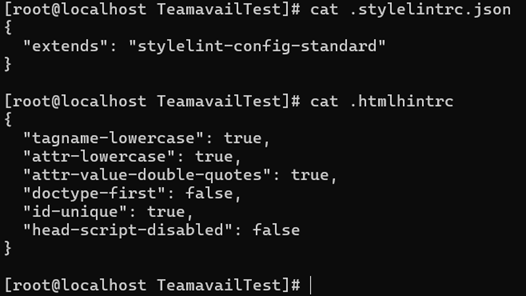 [root@localhost TeamavailTest]# cat .stylelintrc.json
{
  "extends": "stylelint-config-standard"
}
[root@localhost TeamavailTest]# cat .htmlhintrc
{
  "tagname-lowercase": true,
  "attr-lowercase": true,
  "attr-value-double-quotes": true,
  "doctype-first": false,
  "id-unique": true,
  "head-script-disabled": false
}
[root@localhost TeamavailTest]#